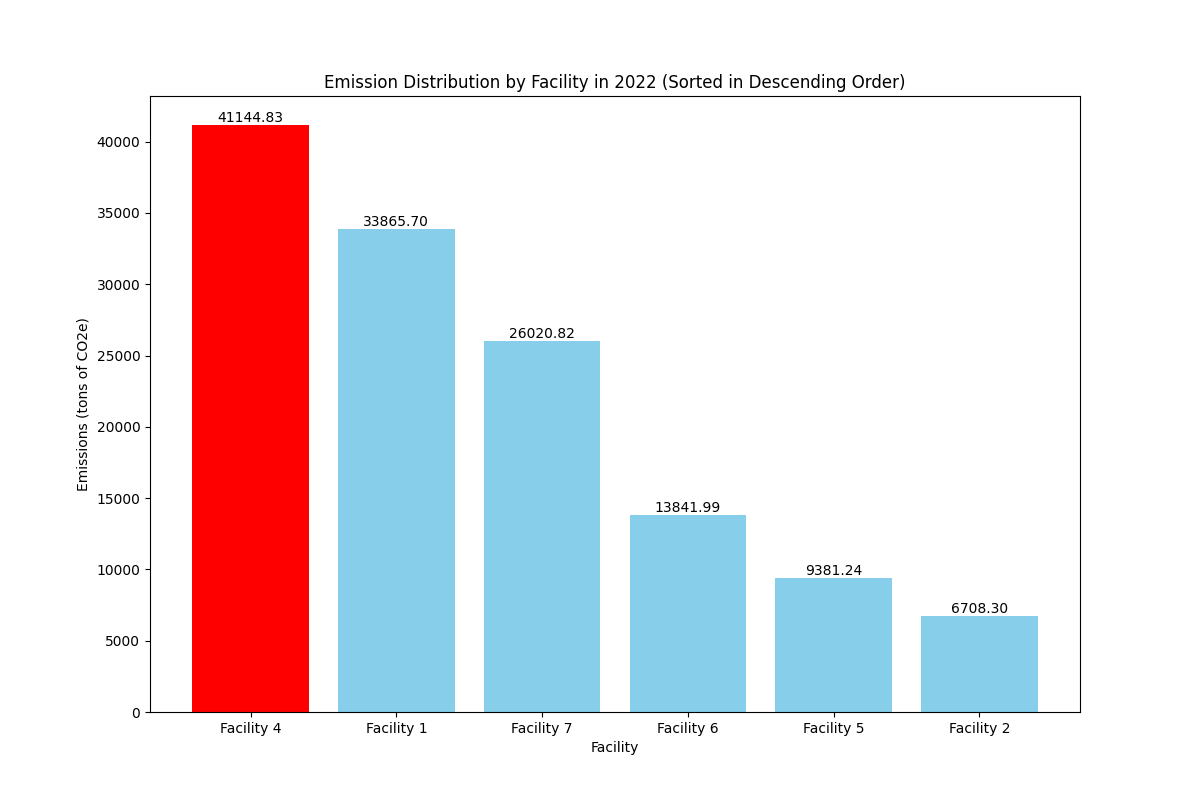 Emission Distribution by Facility in 2022 (Sorted in Descending Order)
Emissions (tons of CO2e)
40000
35000
30000
25000
20000
15000
10000
5000
0
41144.83
33865.70
26020.82
13841.99
9381.24
6708.30
Facility 4
Facility 1
Facility 7
Facility 6
Facility 5
Facility 2
Facility